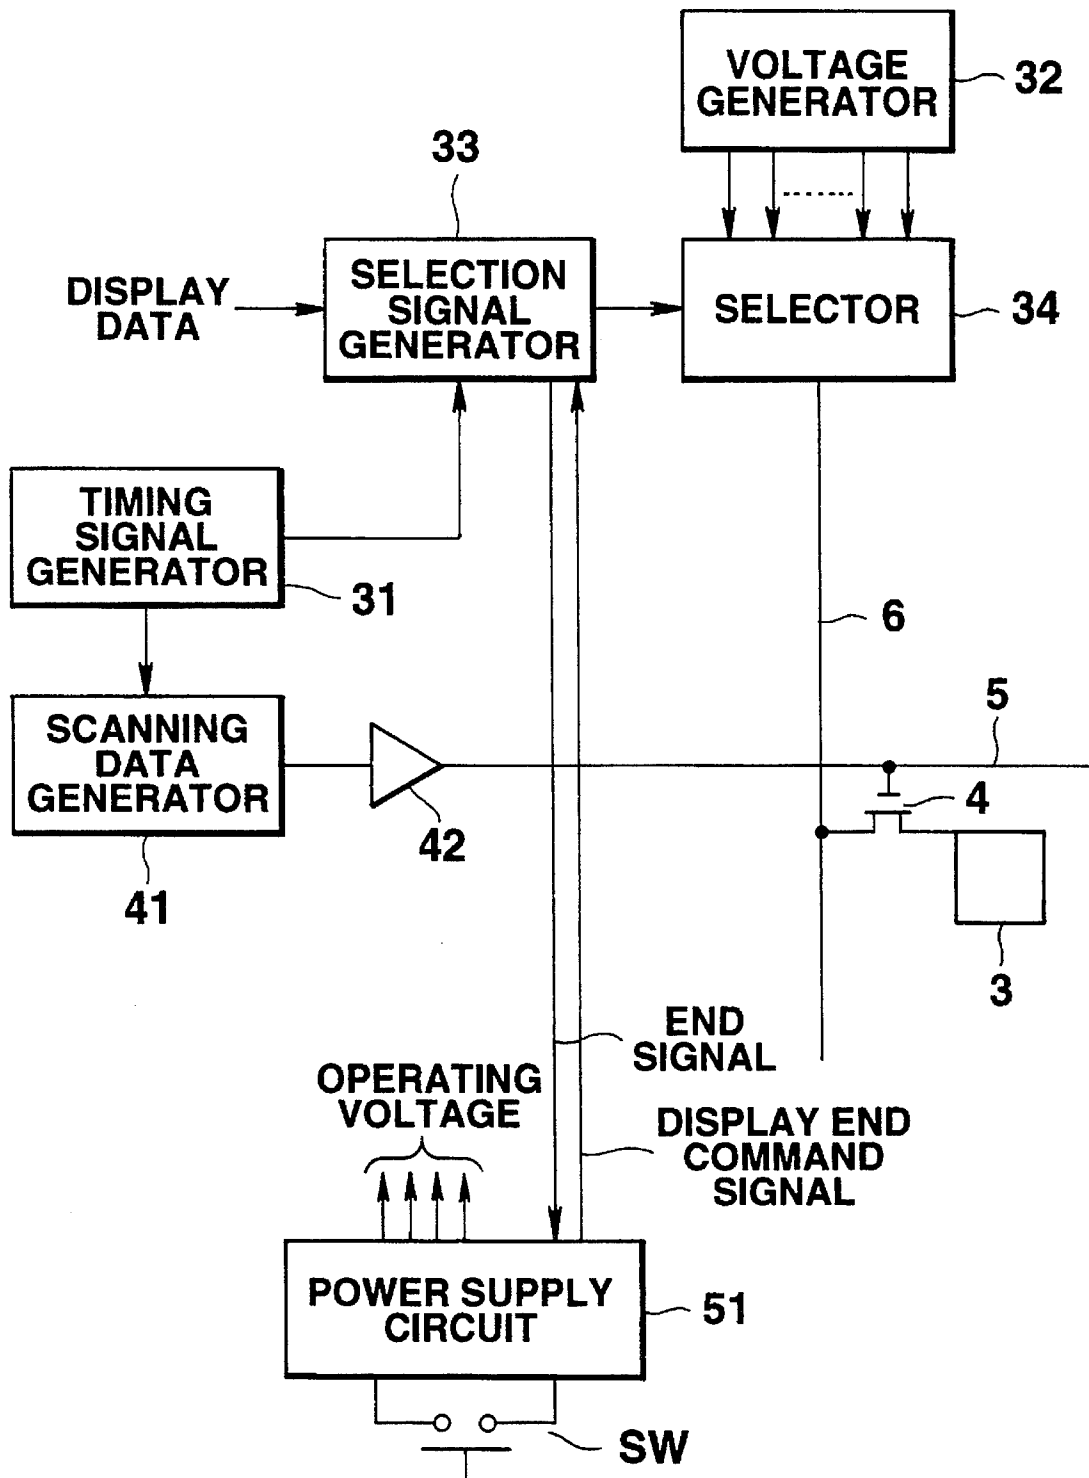 VOLTAGE
GENERATOR
32
33
SELECTION
SIGNAL
GENERATOR
DISPLAY
DATA
SELECTOR
34
TIMING
SIGNAL
GENERATOR
31
6
SCANNING
DATA
GENERATOR
5
4
42
41
3
END
SIGNAL
OPERATING
VOLTAGE
DISPLAY END
COMMAND
SIGNAL
POWER SUPPLY
CIRCUIT
51
SW